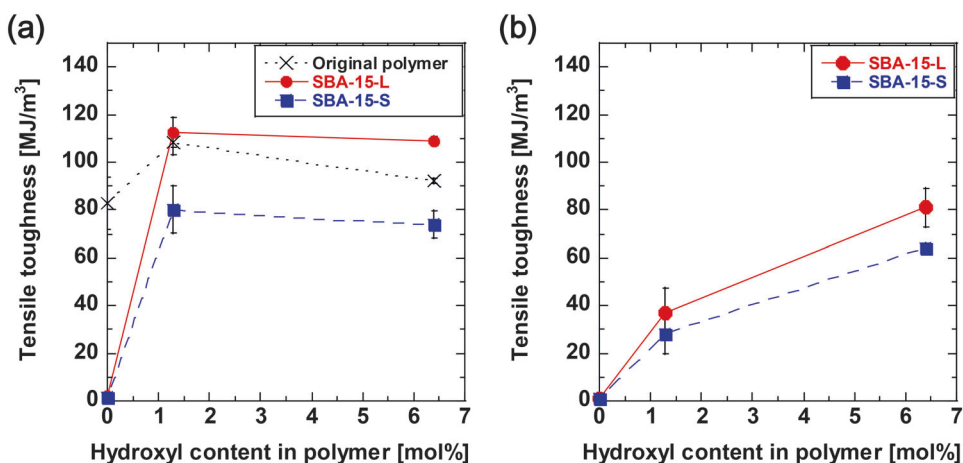 (a)
Tensile toughness [MJ/m³]
140
120
100
80
60
40
20
0
Original polymer
SBA-15-L
SBA-15-S
0 1 2 3 4 5 6 7
Hydroxyl content in polymer [mol%]
(b)
Tensile toughness [MJ/m³]
140
120
100
80
60
40
20
0
SBA-15-L
SBA-15-S
0 1 2 3 4 5 6 7
Hydroxyl content in polymer [mol%]